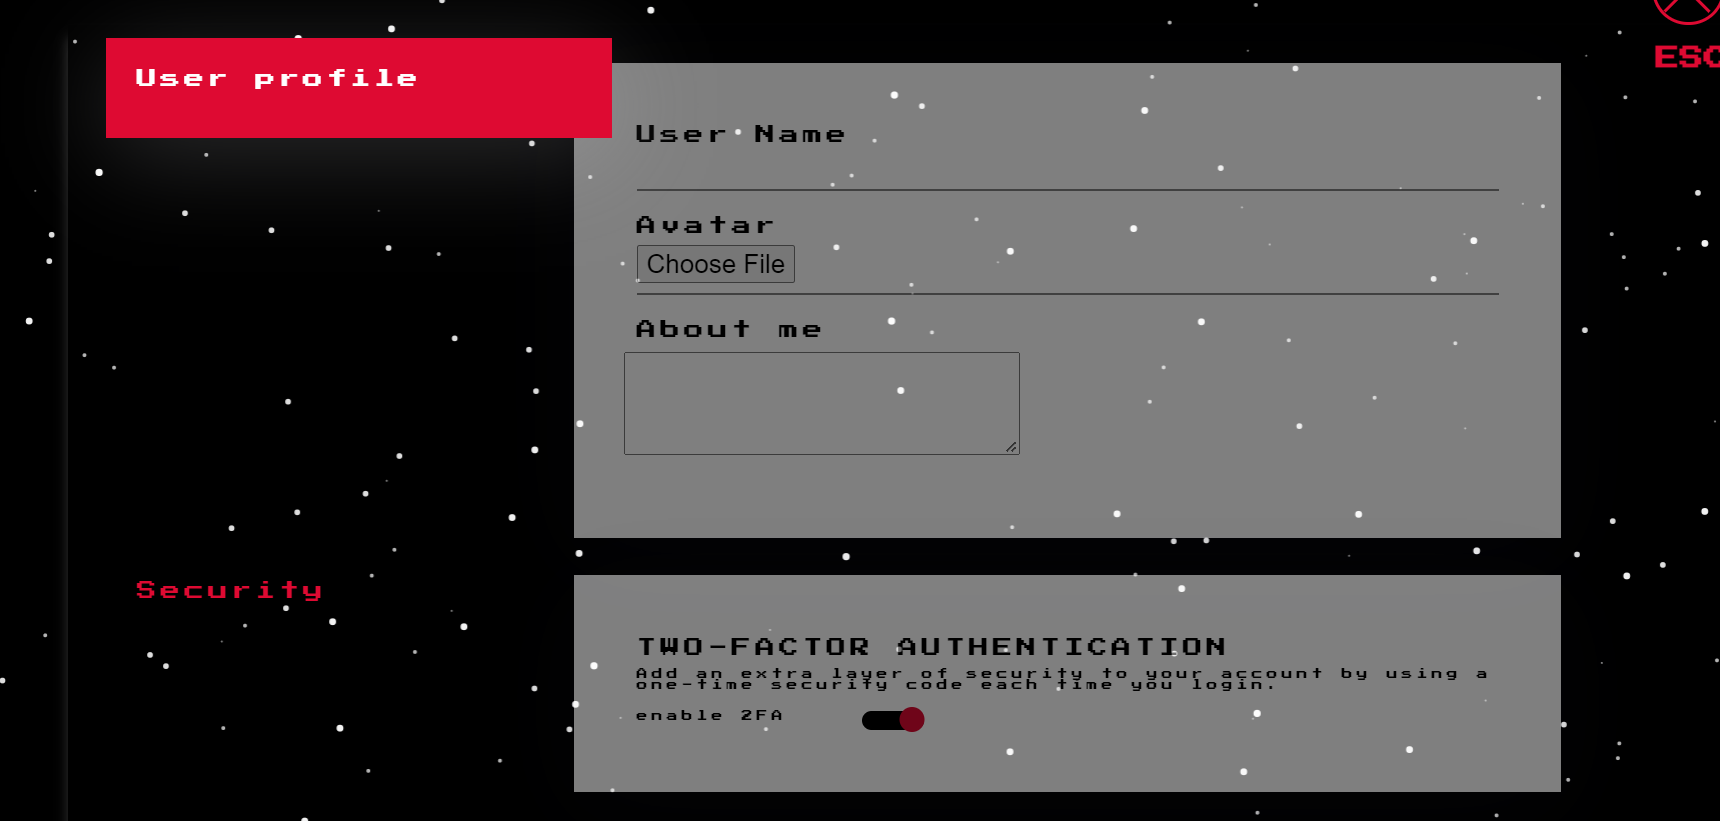 ESC
User profile
User Name
Avatar
Choose File
About me
Security
TWO-FACTOR AUTHENTICATION
Add an extra layer of security to your account by using a
one-time security code each time you login.
enable 2FA